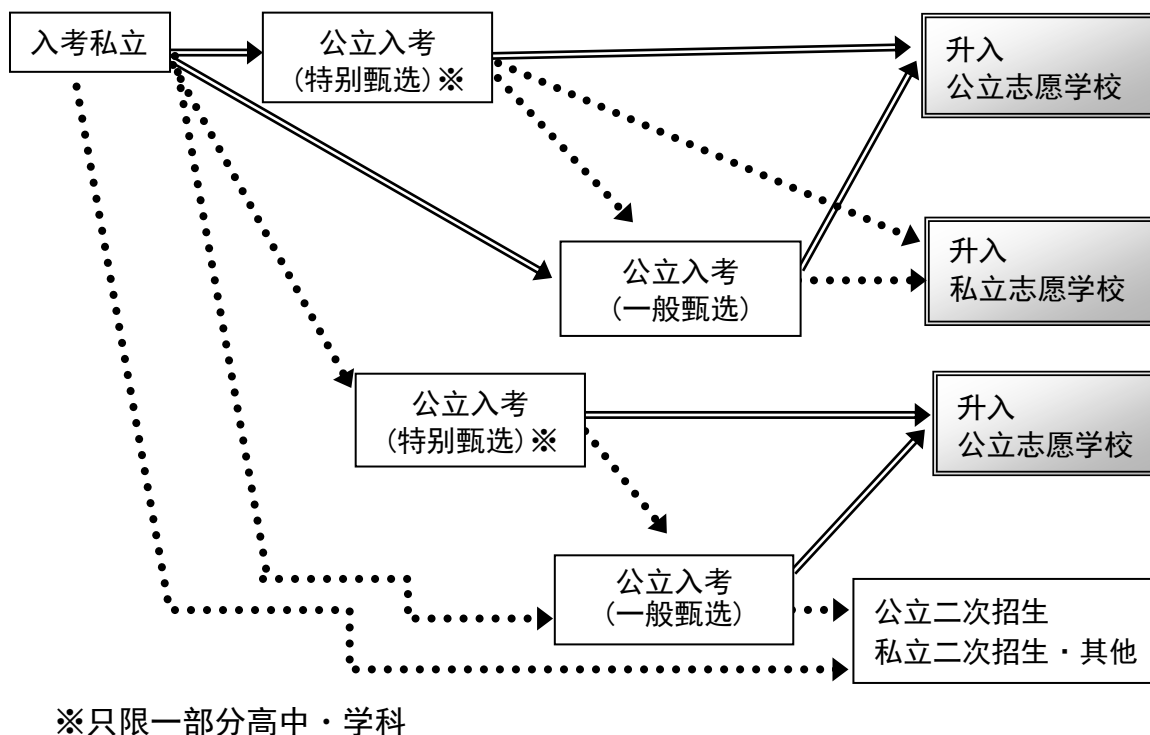 入考私立
公立入考
(特别甄选)※
升入
公立志愿学校
公立入考
(一般甄选)
升入
私立志愿学校
公立入考
(特别甄选)※
升入
公立志愿学校
公立入考
(一般甄选)
公立二次招生
私立二次招生・其他
※只限一部分高中・学科